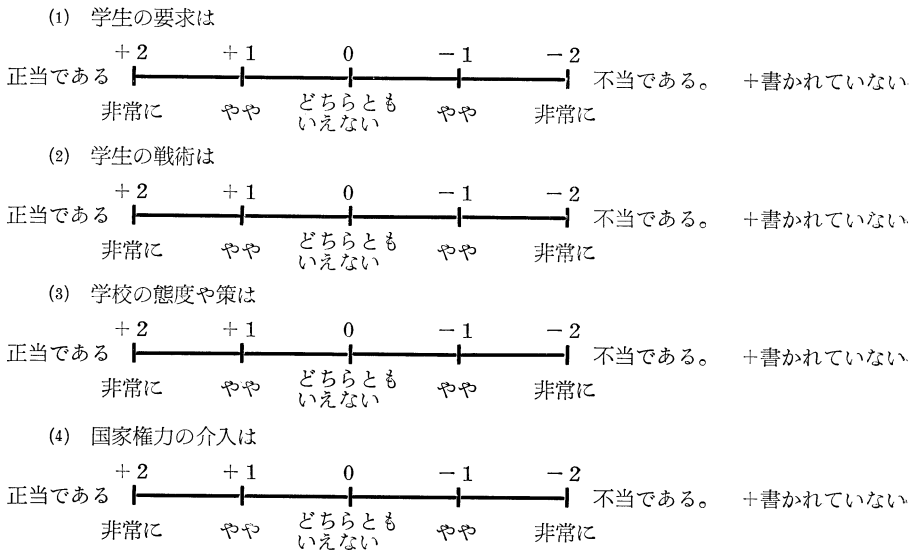 (1) 学生の要求は
+2 +1 0 −1 −2
正当である 不当である。 +書かれていない.
非常に やや どちらとも やや 非常に
いえない
(2) 学生の戦術は
+2 +1 0 −1 −2
正当である 不当である。 +書かれていない.
非常に やや どちらとも やや 非常に
いえない
(3) 学校の態度や策は
+2 +1 0 −1 −2
正当である 不当である。 +書かれていない.
非常に やや どちらとも やや 非常に
いえない
(4) 国家権力の介入は
+2 +1 0 −1 −2
正当である 不当である。 +書かれていない.
非常に やや どちらとも やや 非常に
いえない